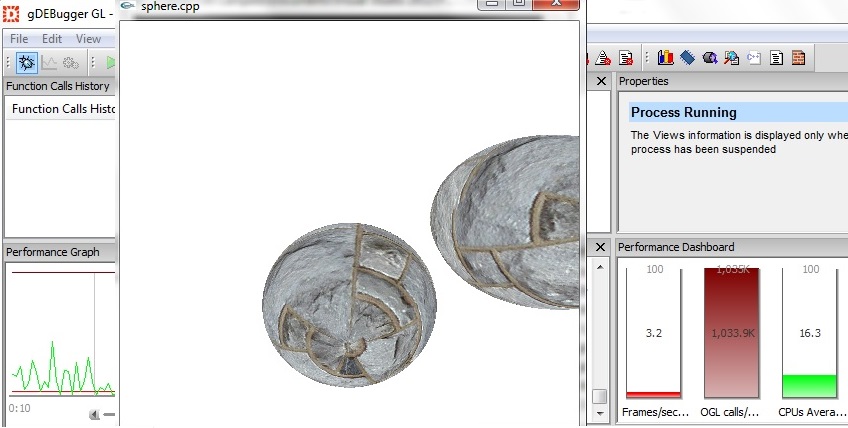 gDEBugger GL -
sphere.cpp
File Edit View
Function Calls History
Function Calls Histo
Properties
Process Running
The Views information is displayed only whe
process has been suspended
Performance Graph
0:10
Performance Dashboard
100 1,035K 100
3.2 1,033.9K 16.3
Frames/sec... OGL calls/... CPUs Avera...